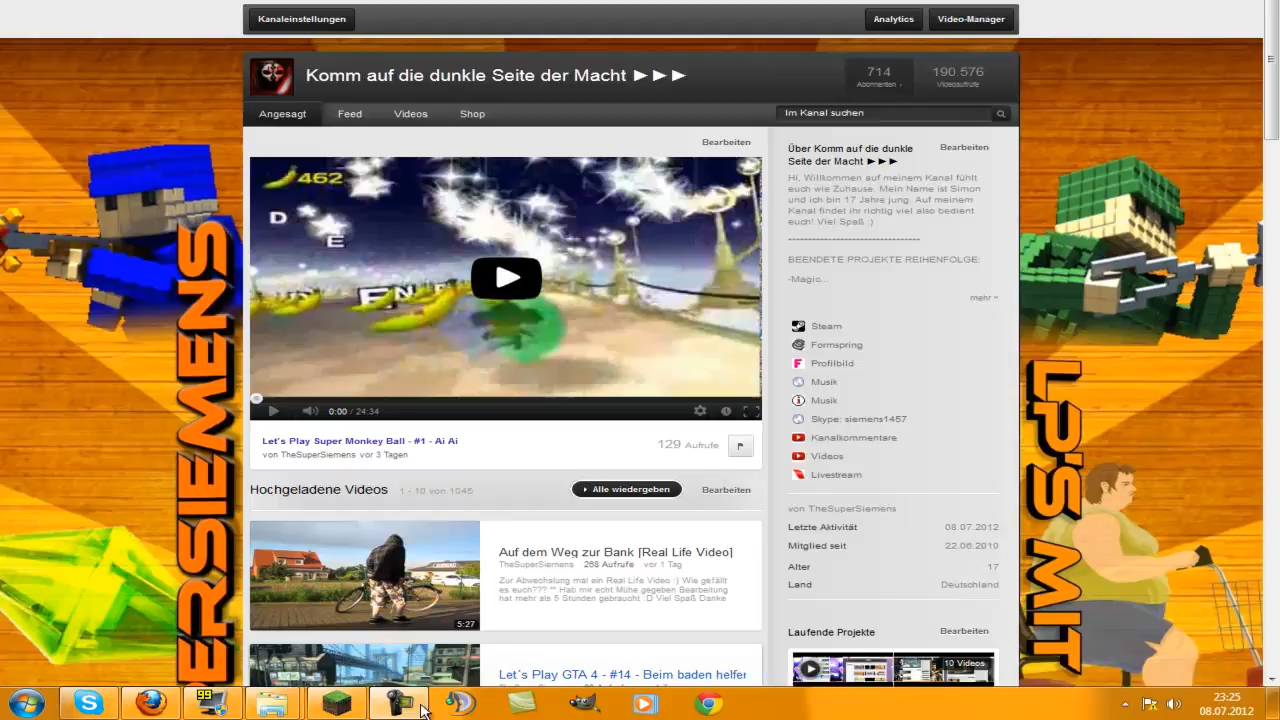 Kanaleinstellungen
Analytics
Video-Manager
Komm auf die dunkle Seite der Macht ►►►
714
Abonnenten
190.576
Videoaufrufe
Angesagt
Feed
Videos
Shop
Im Kanal suchen
Bearbeiten
462
D
E
Über Komm auf die dunkle
Seite der Macht ►►►
Bearbeiten
Hi, Willkommen auf meinem Kanal fühlt
euch wie Zuhause. Mein Name ist Simon
und ich bin 17 Jahre jung. Auf meinem
Kanal findet ihr richtig viel also bedient
euch! Viel Spaß :)
---------------------------------
BEENDETE PROJEKTE REIHENFOLGE:
-Magic...
mehr
Steam
Formspring
Profilbild
Musik
Musik
Skype: siemens1457
Kanalkommentare
Videos
Livestream
0:00 / 24:34
Let´s Play Super Monkey Ball - #1 - Ai Ai
von TheSuperSiemens vor 3 Tagen
129 Aufrufe
Hochgeladene Videos
1 - 10 von 1045
Alle wiedergeben
Bearbeiten
5:27
Auf dem Weg zur Bank [Real Life Video]
TheSuperSiemens 268 Aufrufe vor 1 Tag
Zur Abwechslung mal ein Real Life Video :) Wie gefällt
es euch??? ^^ Hab mir echt Mühe gegeben Bearbeitung
hat mehr als 5 Stunden gebraucht :D Viel Spaß Danke
Let´s Play GTA 4 - #14 - Beim baden helfen
von TheSuperSiemens
Letzte Aktivität
08.07.2012
Mitglied seit
22.06.2010
Alter
17
Land
Deutschland
Laufende Projekte
Bearbeiten
10 Videos
ERSIEMENS
LP'S MIT
99
23:25
08.07.2012